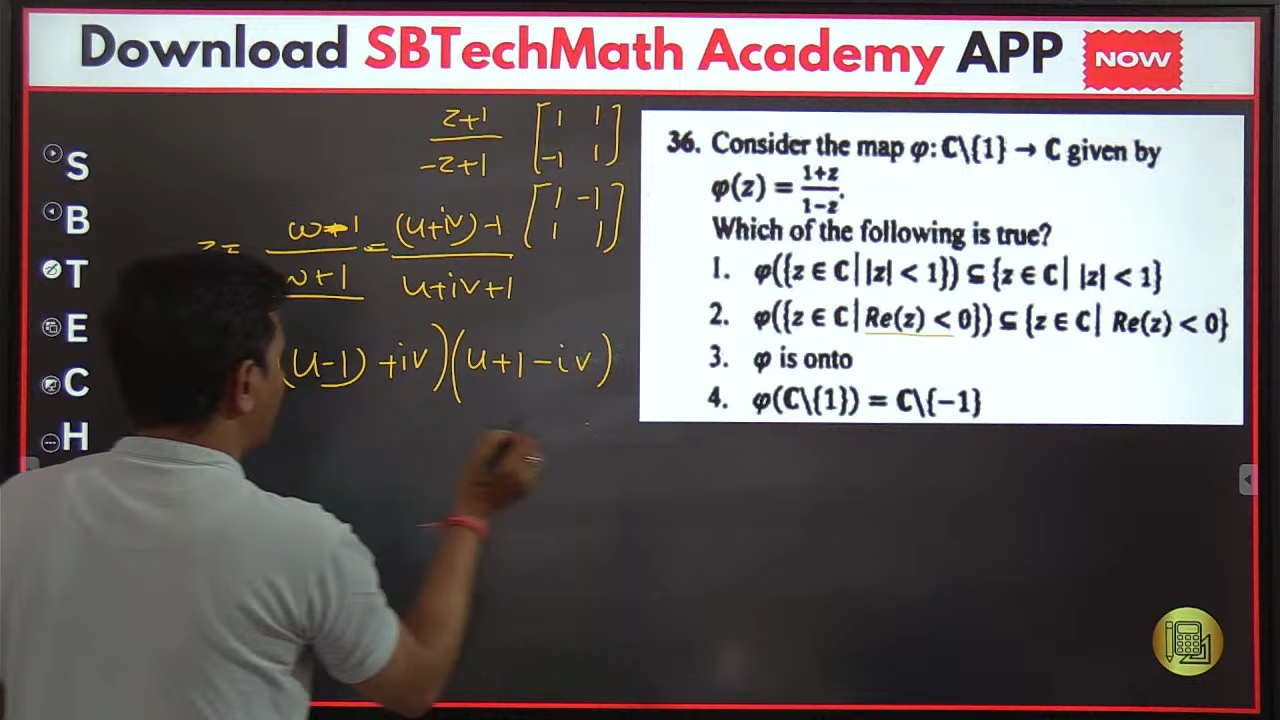 Download SBTechMath Academy APP NOW
S
B
T
E
C
H
z+1 [1 1]
-z+1 [-1 1]
[1 -1]
[1 1]
z = w-1 = (u+iv)-1
w+1 u+iv+1
(u-1)+iv)(u+1-iv)
36. Consider the map φ: C\{1} → C given by
φ(z) = 1+z/1-z.
Which of the following is true?
1. φ({z ∈ C| |z| < 1}) ⊆ {z ∈ C| |z| < 1}
2. φ({z ∈ C| Re(z) < 0}) ⊆ {z ∈ C| Re(z) < 0}
3. φ is onto
4. φ(C\{1}) = C\{-1}